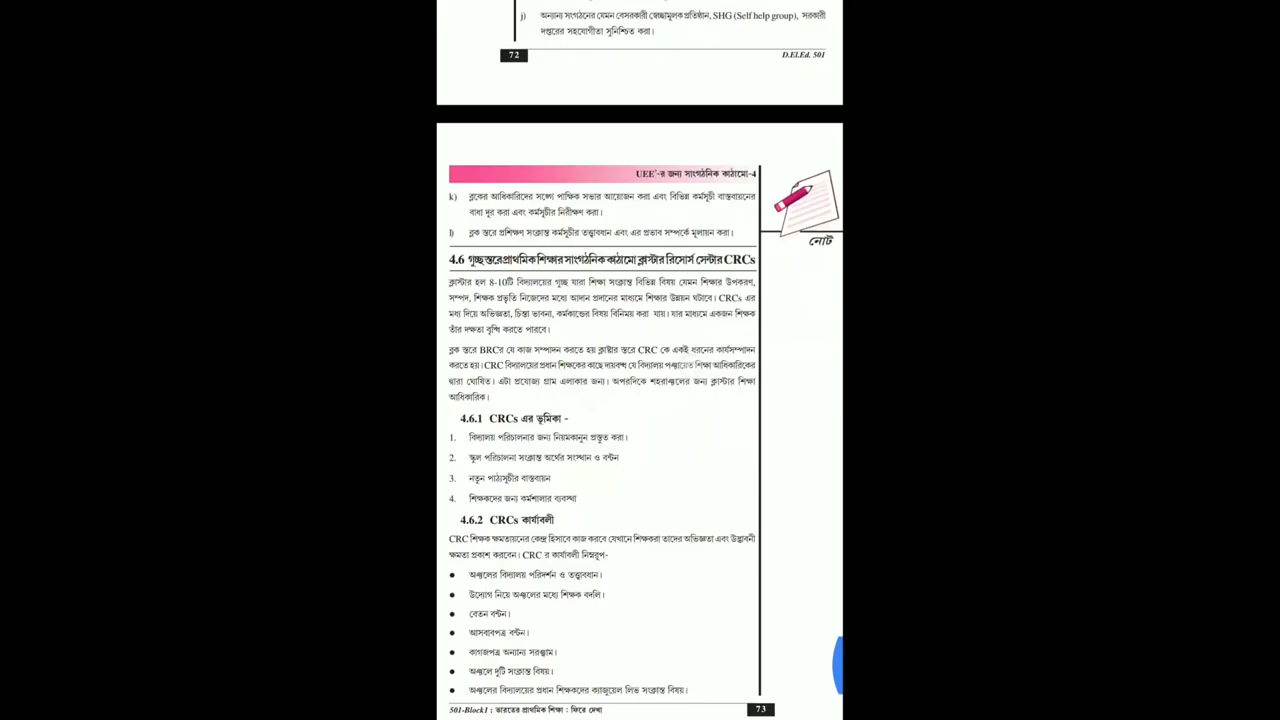 j) অন্যান্য সংগঠনের যেমন বেসরকারী স্বেচ্ছামূলক প্রতিষ্ঠান, SHG (Self help group), সরকারী
দপ্তরের সহযোগীতা সুনিশ্চিত করা।
72
D.El.Ed. 501
UEE'-র জন্য সাংগঠনিক কাঠামো-4
k) ব্লকের আধিকারিদের সঙ্গে পাক্ষিক সভার আয়োজন করা এবং বিভিন্ন কর্মসূচী বাস্তবায়নের
বাধা দূর করা এবং কর্মসূচীর নিরীক্ষণ করা।
l) ব্লক স্তরে প্রশিক্ষণ সংক্রান্ত কর্মসূচীর তত্ত্বাবধান এবং এর প্রভাব সম্পর্কে মূলায়ন করা।
নোট
4.6 গুচ্ছ স্তরে প্রাথমিক শিক্ষার সাংগঠনিক কাঠামো ক্লাস্টার রিসোর্স সেন্টার CRCs
ক্লাস্টার হল 8-10টি বিদ্যালয়ের গুচ্ছ যারা শিক্ষা সংক্রান্ত বিভিন্ন বিষয় যেমন শিক্ষার উপকরণ,
সম্পদ, শিক্ষক প্রভৃতি নিজেদের মধ্যে আদান প্রদানের মাধ্যমে শিক্ষার উন্নয়ন ঘটাবে। CRCs এর
মধ্য দিয়ে অভিজ্ঞতা, চিন্তা ভাবনা, কর্মকান্ডের বিষয় বিনিময় করা যায়। যার মাধ্যমে একজন শিক্ষক
তাঁর দক্ষতা বৃদ্ধি করতে পারবে।
ব্লক স্তরে BRCর যে কাজ সম্পাদন করতে হয় ক্লাষ্টার স্তরে CRC কে একই ধরনের কার্যসম্পাদন
করতে হয়। CRC বিদ্যালয়ের প্রধান শিক্ষকের কাছে দায়বদ্ধ যে বিদ্যালয় পঞ্চায়েত শিক্ষা আধিকারিকের
দ্বারা ঘোষিত। এটা প্রযোজ্য গ্রাম এলাকার জন্য। অপরদিকে শহরাঞ্চলের জন্য ক্লাস্টার শিক্ষা
আধিকারিক।
4.6.1 CRCs এর ভূমিকা -
1. বিদ্যালয় পরিচালনার জন্য নিয়মকানুন প্রস্তুত করা।
2. স্কুল পরিচালনা সংক্রান্ত অর্থের সংস্থান ও বন্টন
3. নতুন পাঠ্যসূচীর বাস্তবায়ন
4. শিক্ষকদের জন্য কর্মশালার ব্যবস্থা
4.6.2 CRCs কার্যাবলী
CRC শিক্ষক ক্ষমতায়নের কেন্দ্র হিসাবে কাজ করবে যেখানে শিক্ষকরা তাদের অভিজ্ঞতা এবং উদ্ভাবনী
ক্ষমতা প্রকাশ করবেন। CRC র কার্যাবলী নিম্নরূপ-
● অঞ্চলের বিদ্যালয় পরিদর্শন ও তত্ত্বাবধান।
● উদ্যোগ নিয়ে অঞ্চলের মধ্যে শিক্ষক বদলি।
● বেতন বন্টন।
● আসবাবপত্র বন্টন।
● কাগজপত্র অন্যান্য সরঞ্জাম।
● অঞ্চলে দুটি সংক্রান্ত বিষয়।
● অঞ্চলের বিদ্যালয়ের প্রধান শিক্ষকদের ক্যাজুয়েল লিভ সংক্রান্ত বিষয়।
501-Block1 : ভারতের প্রাথমিক শিক্ষা : ফিরে দেখা
73